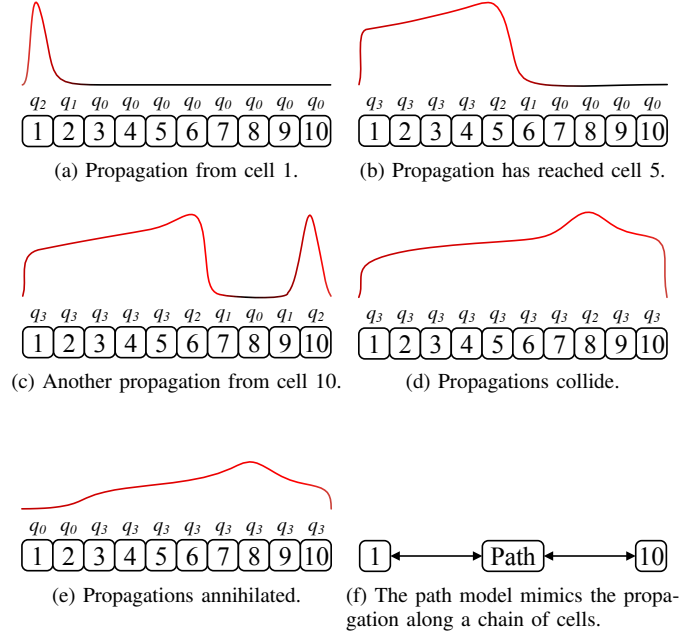 q₂ q₁ q₀ q₀ q₀ q₀ q₀ q₀ q₀ q₀
1 2 3 4 5 6 7 8 9 10
(a) Propagation from cell 1.
q₃ q₃ q₃ q₃ q₂ q₁ q₀ q₀ q₀ q₀
1 2 3 4 5 6 7 8 9 10
(b) Propagation has reached cell 5.
q₃ q₃ q₃ q₃ q₃ q₂ q₁ q₀ q₁ q₂
1 2 3 4 5 6 7 8 9 10
(c) Another propagation from cell 10.
q₃ q₃ q₃ q₃ q₃ q₃ q₃ q₂ q₃ q₃
1 2 3 4 5 6 7 8 9 10
(d) Propagations collide.
q₀ q₀ q₃ q₃ q₃ q₃ q₃ q₃ q₃ q₃
1 2 3 4 5 6 7 8 9 10
(e) Propagations annihilated.
1 Path 10
(f) The path model mimics the propa-
gation along a chain of cells.